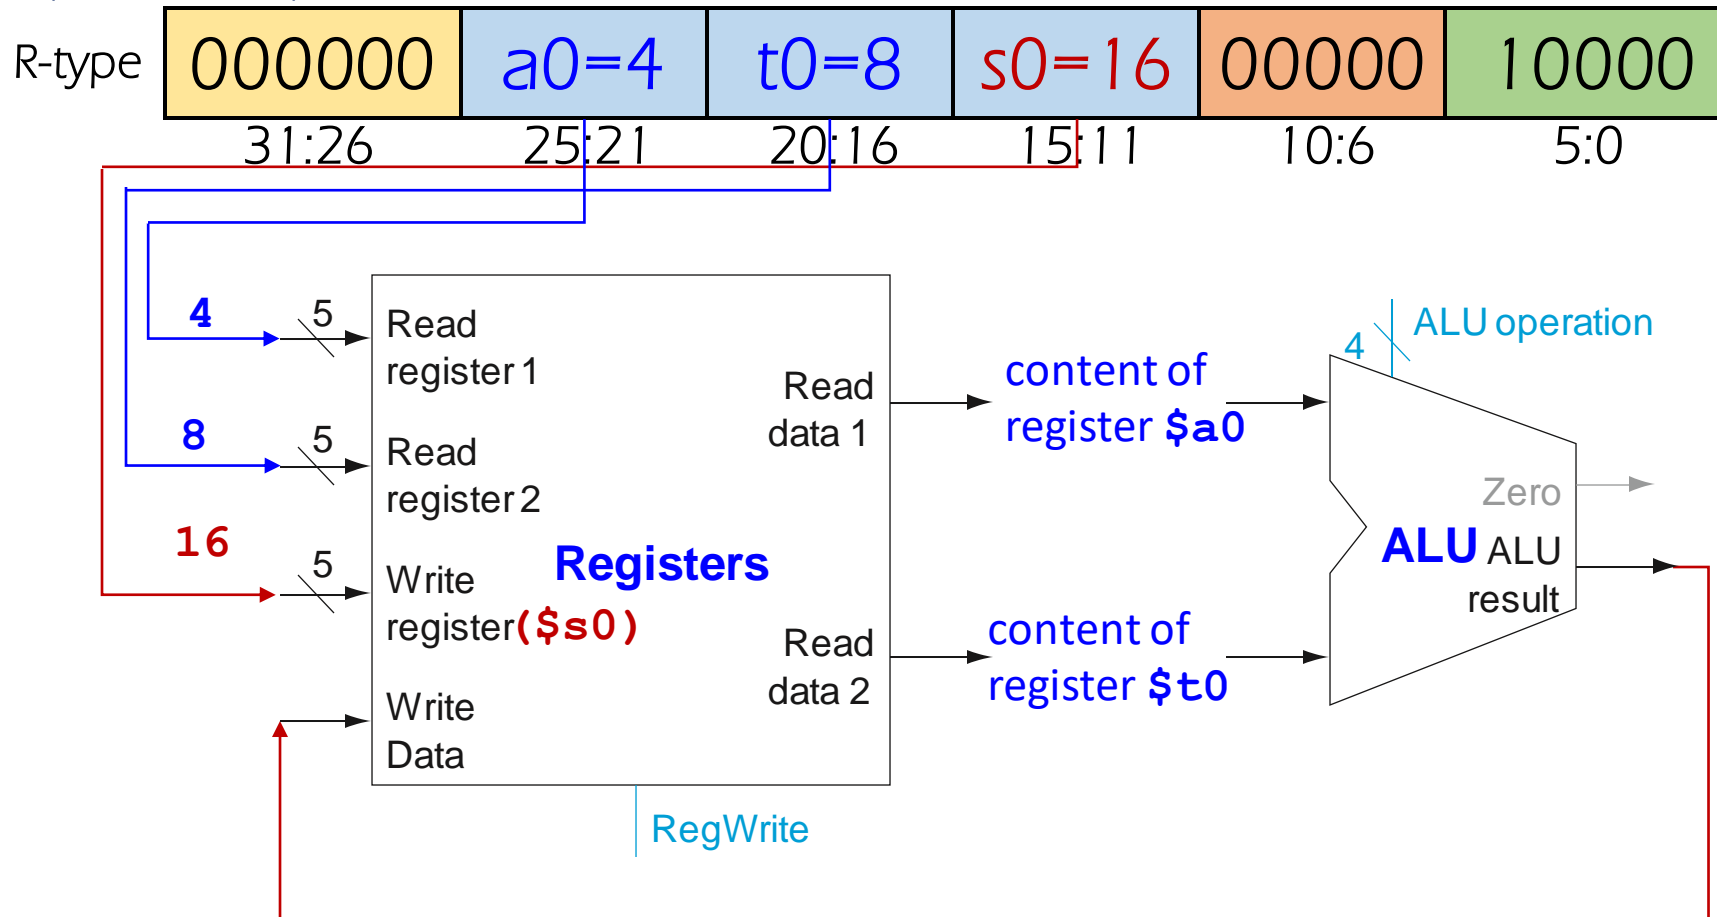 R-type 000000 a0=4 t0=8 s0=16 00000 10000
31:26 25:21 20:16 15:11 10:6 5:0
4 5 Read register 1
8 5 Read register 2
16 5 Write register($s0)
Write Data
Registers
Read data 1
Read data 2
RegWrite
content of
register $a0
content of
register $t0
4 ALU operation
Zero
ALU ALU
result